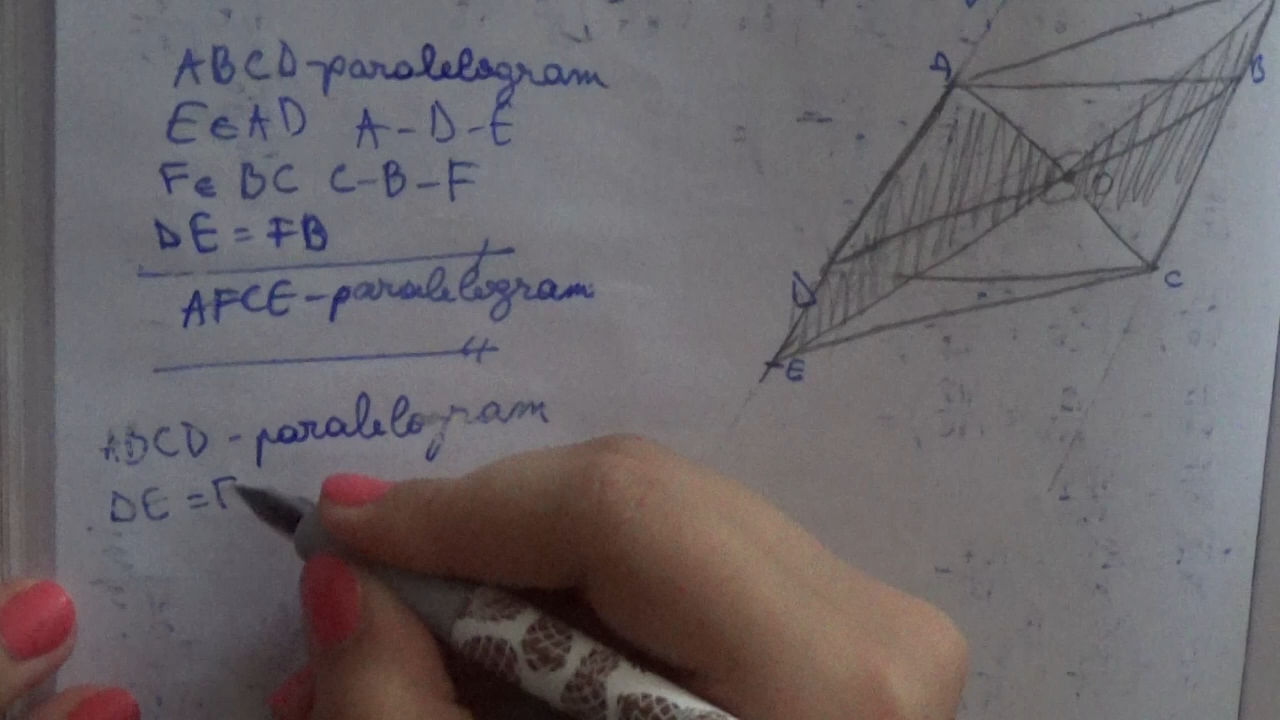 ABCD-paralelogram
E∈AD A-D-E
F∈ BC C-B-F
DE = FB
AFCE-paralelogram
ABCD - paralelogram
DE =F
A
B
O
D
C
E